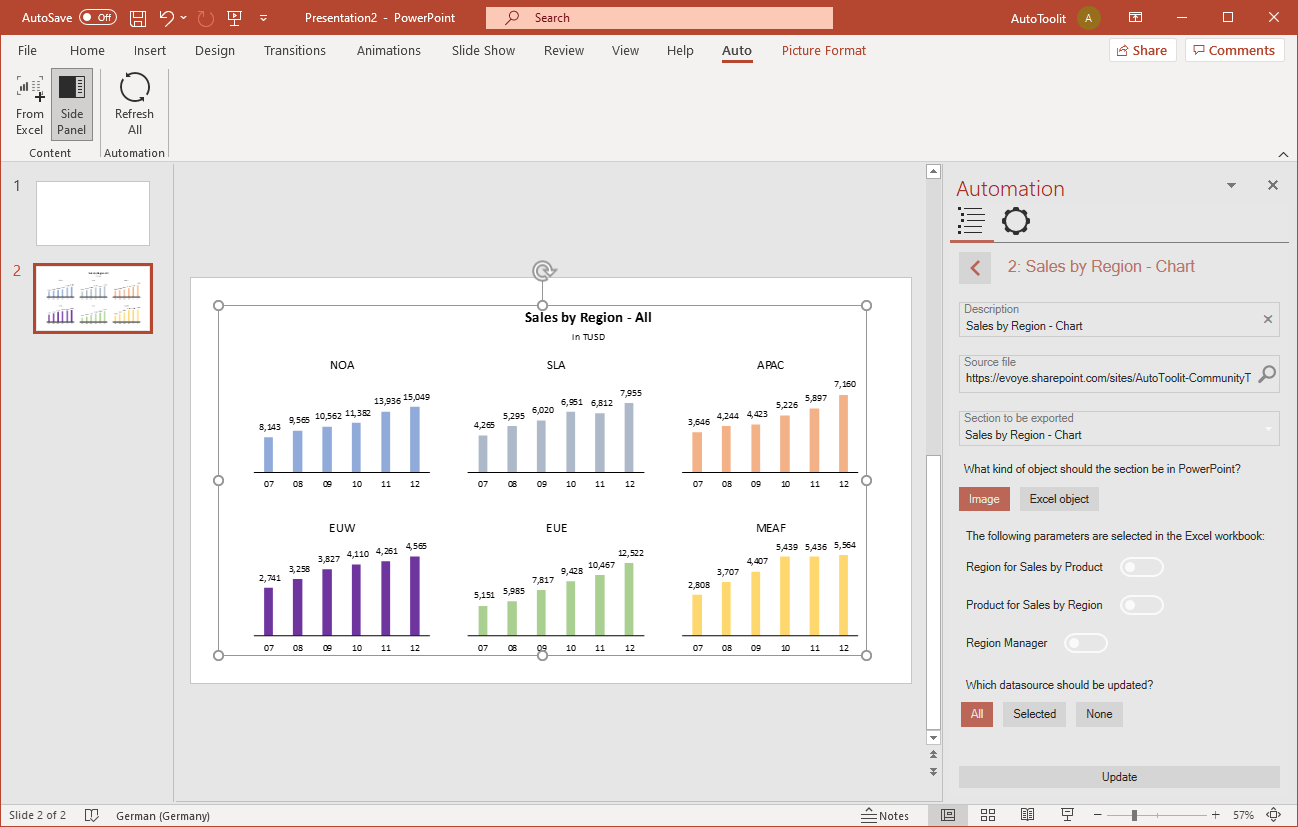 AutoSave Off Presentation2 - PowerPoint Search AutoToolit A
File Home Insert Design Transitions Animations Slide Show Review View Help Auto Picture Format Share Comments
From Excel
Side Panel
Refresh All
Content Automation
1
2
Sales by Region - All
in TUSD
NOA
8,143 9,565 10,562 11,382 13,936 15,049
07 08 09 10 11 12
SLA
4,265 5,295 6,020 6,951 6,812 7,955
07 08 09 10 11 12
APAC
3,646 4,244 4,423 5,226 5,897 7,160
07 08 09 10 11 12
EUW
2,741 3,258 3,827 4,110 4,261 4,565
07 08 09 10 11 12
EUE
5,151 5,985 7,817 9,428 10,467 12,522
07 08 09 10 11 12
MEAF
2,808 3,707 4,407 5,439 5,436 5,564
07 08 09 10 11 12
Automation
2: Sales by Region - Chart
Description
Sales by Region - Chart
Source file
https://evoye.sharepoint.com/sites/AutoToolit-CommunityT
Section to be exported
Sales by Region - Chart
What kind of object should the section be in PowerPoint?
Image Excel object
The following parameters are selected in the Excel workbook:
Region for Sales by Product
Product for Sales by Region
Region Manager
Which datasource should be updated?
All Selected None
Update
Slide 2 of 2 German (Germany) Notes 57%